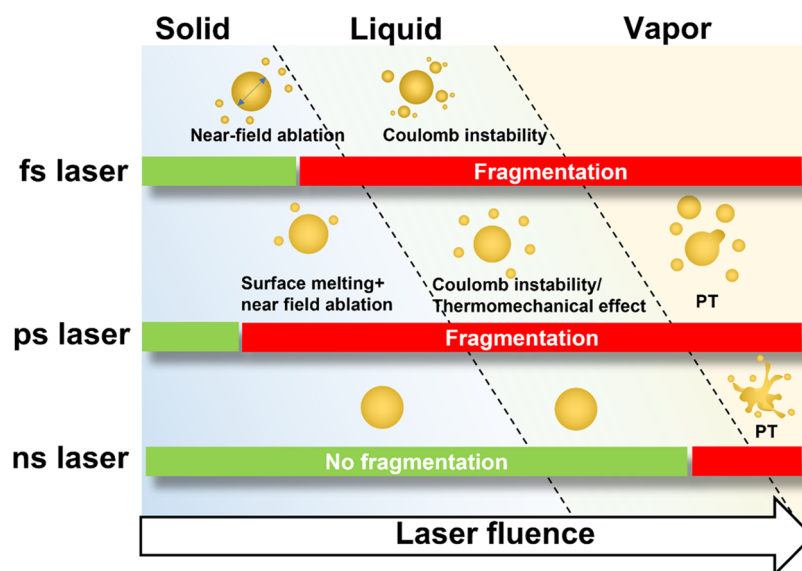 Solid
Liquid
Vapor
Near-field ablation
Coulomb instability
fs laser
Fragmentation
Surface melting+
near field ablation
Coulomb instability/
Thermomechanical effect
PT
ps laser
Fragmentation
PT
ns laser
No fragmentation
Laser fluence